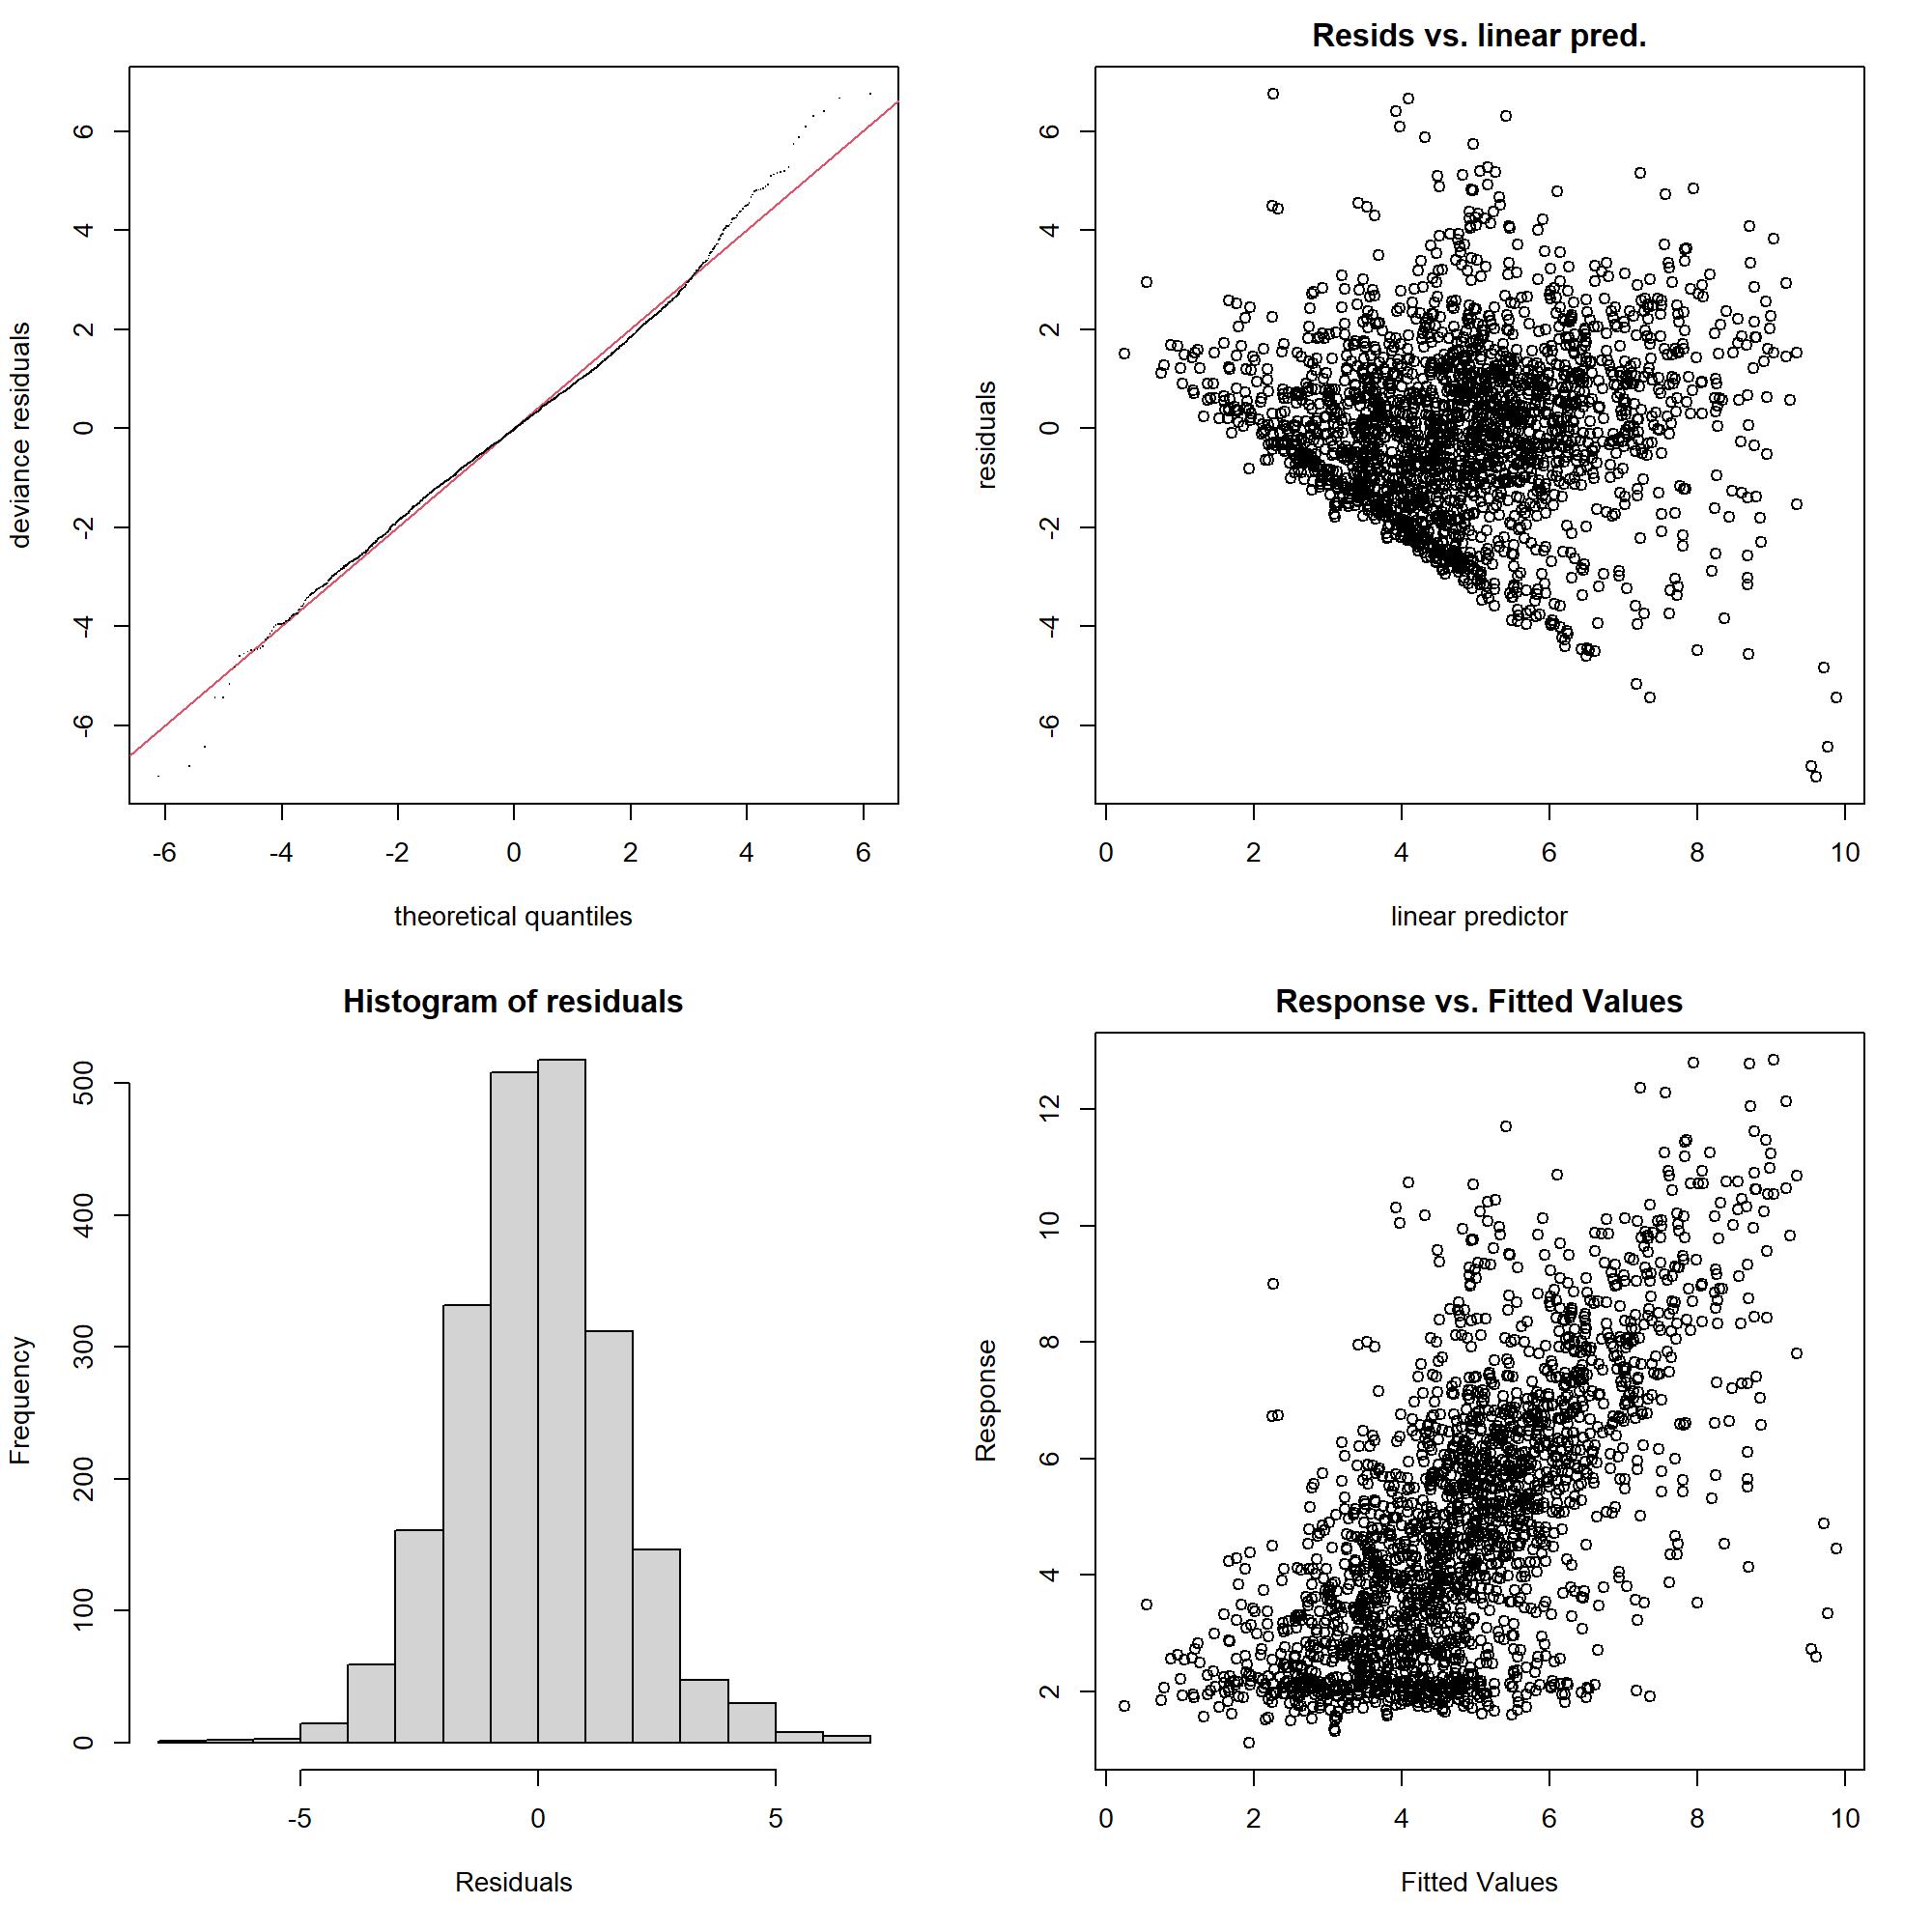 deviance residuals
6
4
2
0
-2
-4
-6
-6 -4 -2 0 2 4 6
theoretical quantiles
Resids vs. linear pred.
residuals
6
4
2
0
-2
-4
-6
0 2 4 6 8 10
linear predictor
Histogram of residuals
Frequency
500
400
300
200
100
0
-5 0 5
Residuals
Response vs. Fitted Values
Response
12
10
8
6
4
2
0 2 4 6 8 10
Fitted Values